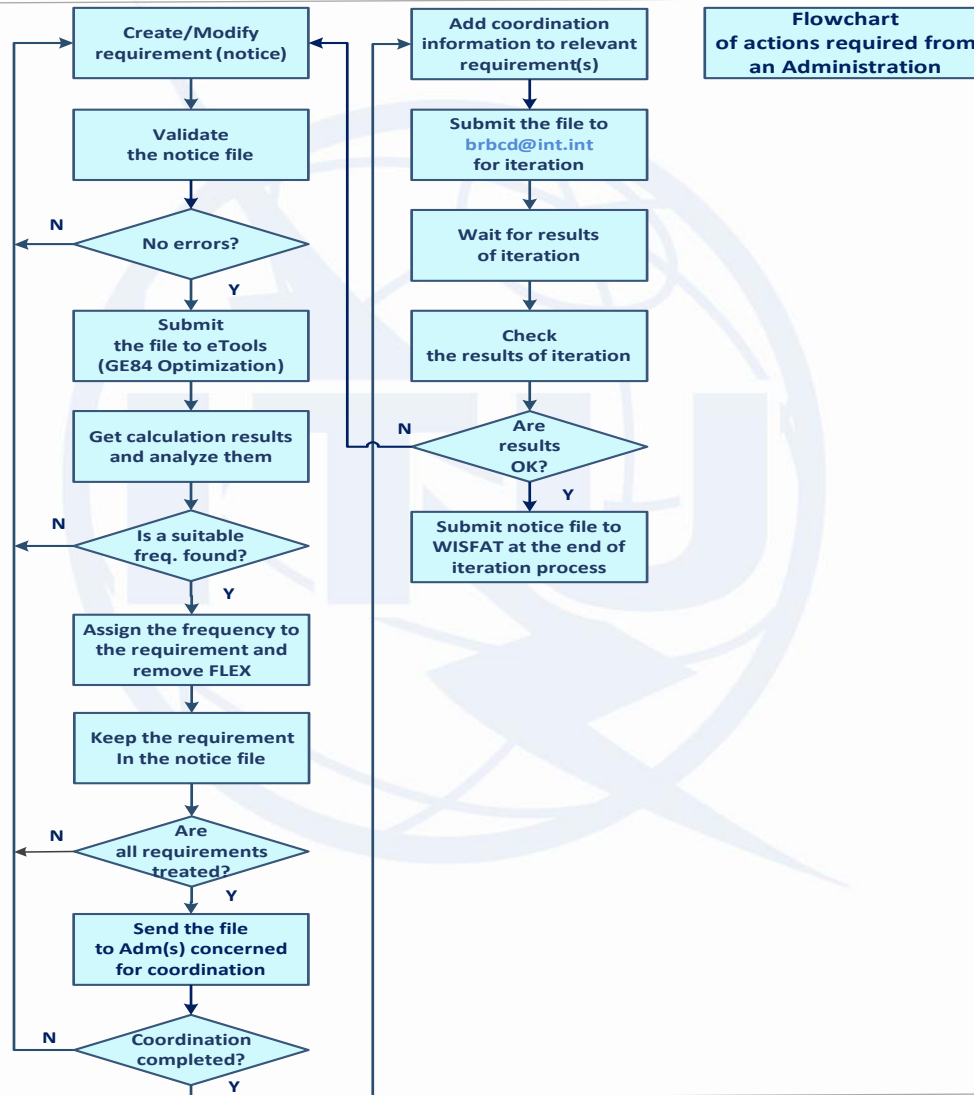 Flowchart
of actions required from
an Administration
Create/Modify
requirement (notice)
Validate
the notice file
No errors?
N
Y
Submit
the file to eTools
(GE84 Optimization)
Get calculation results
and analyze them
Is a suitable
freq. found?
N
Y
Assign the frequency to
the requirement and
remove FLEX
Keep the requirement
In the notice file
Are
all requirements
treated?
N
Y
Send the file
to Adm(s) concerned
for coordination
Coordination
completed?
N
Y
Add coordination
information to relevant
requirement(s)
Submit the file to
brbcd@int.int
for iteration
Wait for results
of iteration
Check
the results of iteration
Are
results
OK?
N
Y
Submit notice file to
WISFAT at the end of
iteration process
ITU